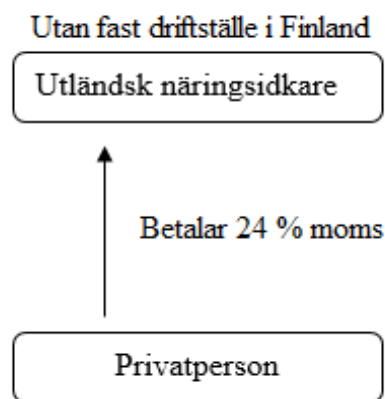 Utan fast driftställe i Finland
Utländsk näringsidkare
Betalar 24 % moms
Privatperson